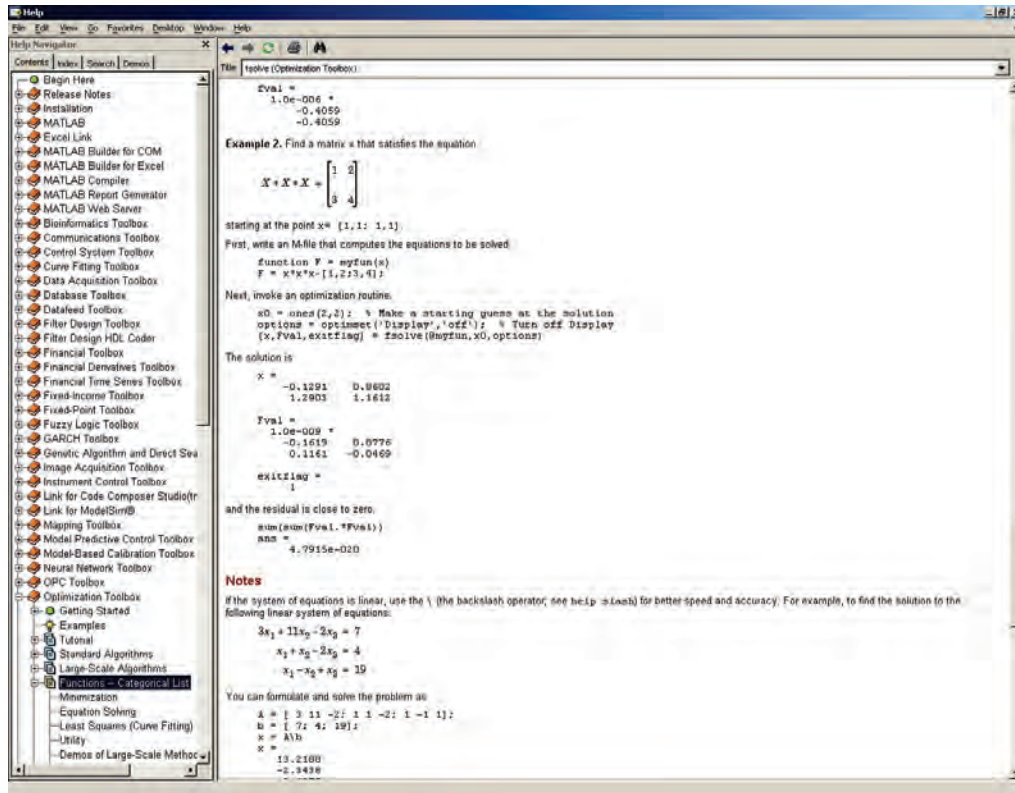 Help
File Edit View Go Favorites Desktop Window Help
Help Navigator
Contents Index Search Demos
Title fsolve (Optimization Toolbox)
Begin Here
Release Notes
Installation
MATLAB
Excel Link
MATLAB Builder for COM
MATLAB Builder for Excel
MATLAB Compiler
MATLAB Report Generator
MATLAB Web Server
Bioinformatics Toolbox
Communications Toolbox
Control System Toolbox
Curve Fitting Toolbox
Data Acquisition Toolbox
Database Toolbox
Datafeed Toolbox
Filter Design Toolbox
Filter Design HDL Coder
Financial Toolbox
Financial Derivatives Toolbox
Financial Time Series Toolbox
Fixed-Income Toolbox
Fixed-Point Toolbox
Fuzzy Logic Toolbox
GARCH Toolbox
Genetic Algorithm and Direct Sea
Image Acquisition Toolbox
Instrument Control Toolbox
Link for Code Composer Studio(tr
Link for ModelSim®
Mapping Toolbox
Model Predictive Control Toolbox
Model-Based Calibration Toolbox
Neural Network Toolbox
OPC Toolbox
Optimization Toolbox
Getting Started
Examples
Tutorial
Standard Algorithms
Large-Scale Algorithms
Functions – Categorical List
Minimization
Equation Solving
Least Squares (Curve Fitting)
Utility
Demos of Large-Scale Method
fval =
1.0e-006 *
-0.4059
-0.4059
Example 2. Find a matrix x that satisfies the equation
X * X * X = [1 2
3 4]
starting at the point x= [1,1; 1,1]
First, write an M-file that computes the equations to be solved
function F = myfun(x)
F = x*x*x-[1,2;3,4];
Next, invoke an optimization routine.
x0 = ones(2,2); % Make a starting guess at the solution
options = optimset('Display','off'); % Turn off Display
[x,Fval,exitflag] = fsolve(@myfun,x0,options)
The solution is
x =
-0.1291 0.8602
1.2903 1.1612
Fval =
1.0e-009 *
-0.1619 0.0776
0.1161 -0.0469
exitflag =
1
and the residual is close to zero.
sum(sum(Fval.*Fval))
ans =
4.7915e-020
Notes
If the system of equations is linear, use the \ (the backslash operator; see help slash) for better speed and accuracy. For example, to find the solution to the
following linear system of equations:
3x₁ + 11x₂ - 2x₃ = 7
x₁ + x₂ - 2x₃ = 4
x₁ - x₂ + x₃ = 19
You can formulate and solve the problem as
A = [ 3 11 -2; 1 1 -2; 1 -1 1];
b = [ 7; 4; 19];
x = A\b
x =
13.2188
-2.3438